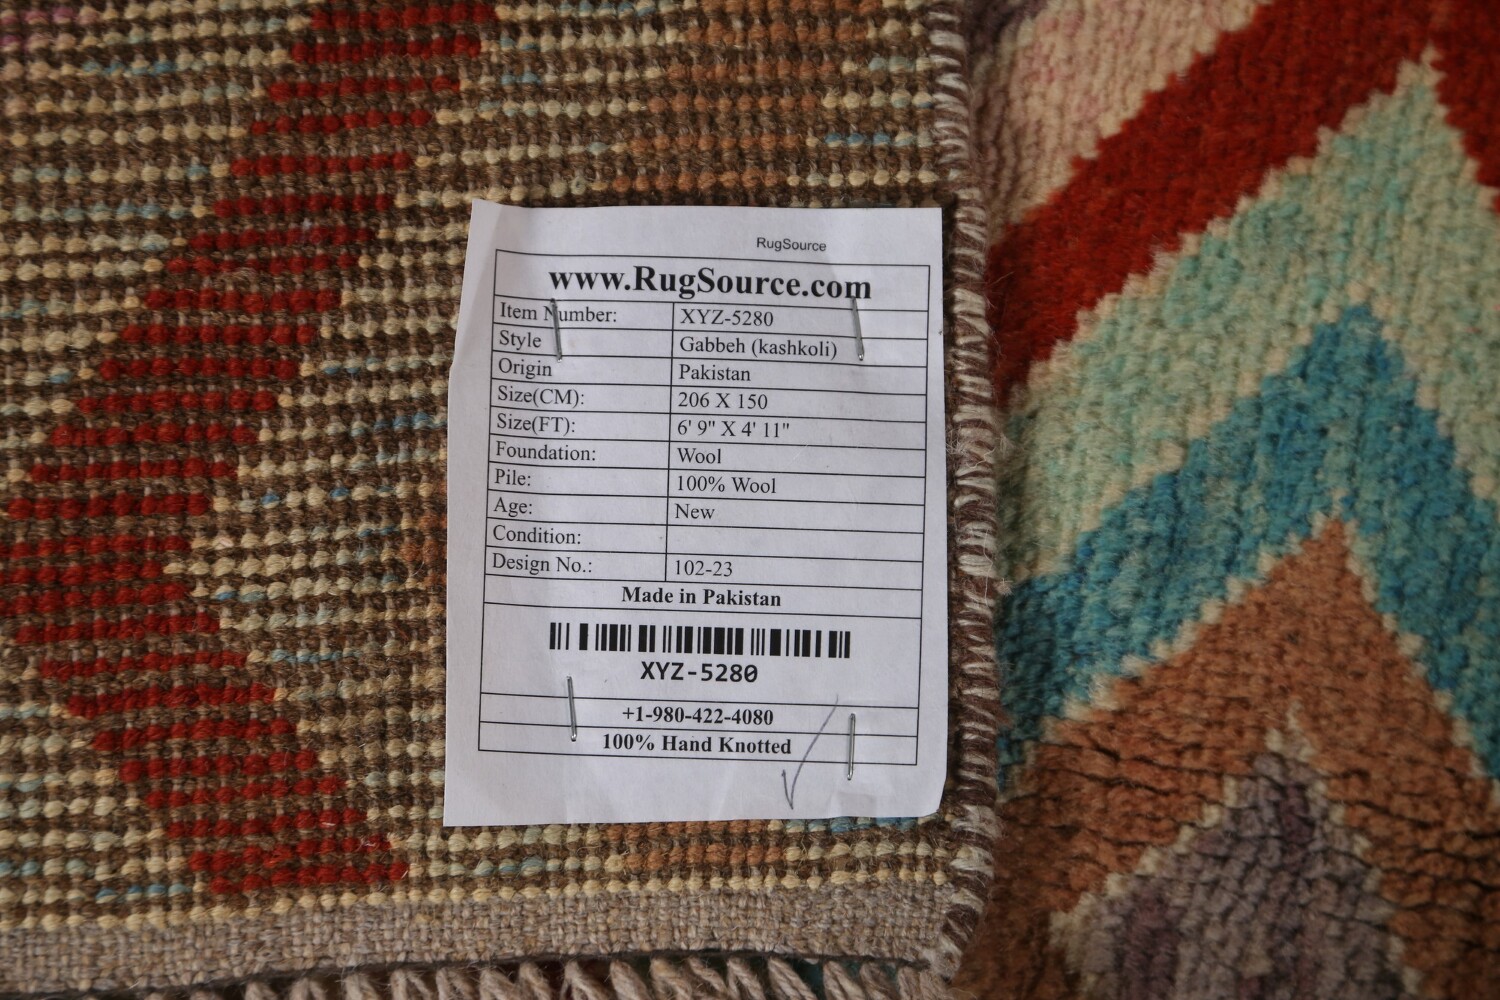 RugSource
www.RugSource.com
Item Number: XYZ-5280
Style Gabbeh (kashkoli)
Origin Pakistan
Size(CM): 206 X 150
Size(FT): 6' 9" X 4' 11"
Foundation: Wool
Pile: 100% Wool
Age: New
Condition:
Design No.: 102-23
Made in Pakistan
XYZ-5280
+1-980-422-4080
100% Hand Knotted